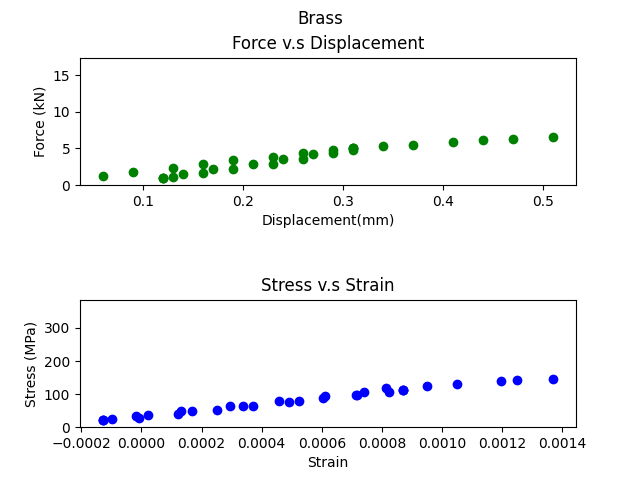 Brass
Force v.s Displacement
15
10
5
0
Force (kN)
0.1 0.2 0.3 0.4 0.5
Displacement(mm)
Stress v.s Strain
300
200
100
0
Stress (MPa)
−0.0002 0.0000 0.0002 0.0004 0.0006 0.0008 0.0010 0.0012 0.0014
Strain